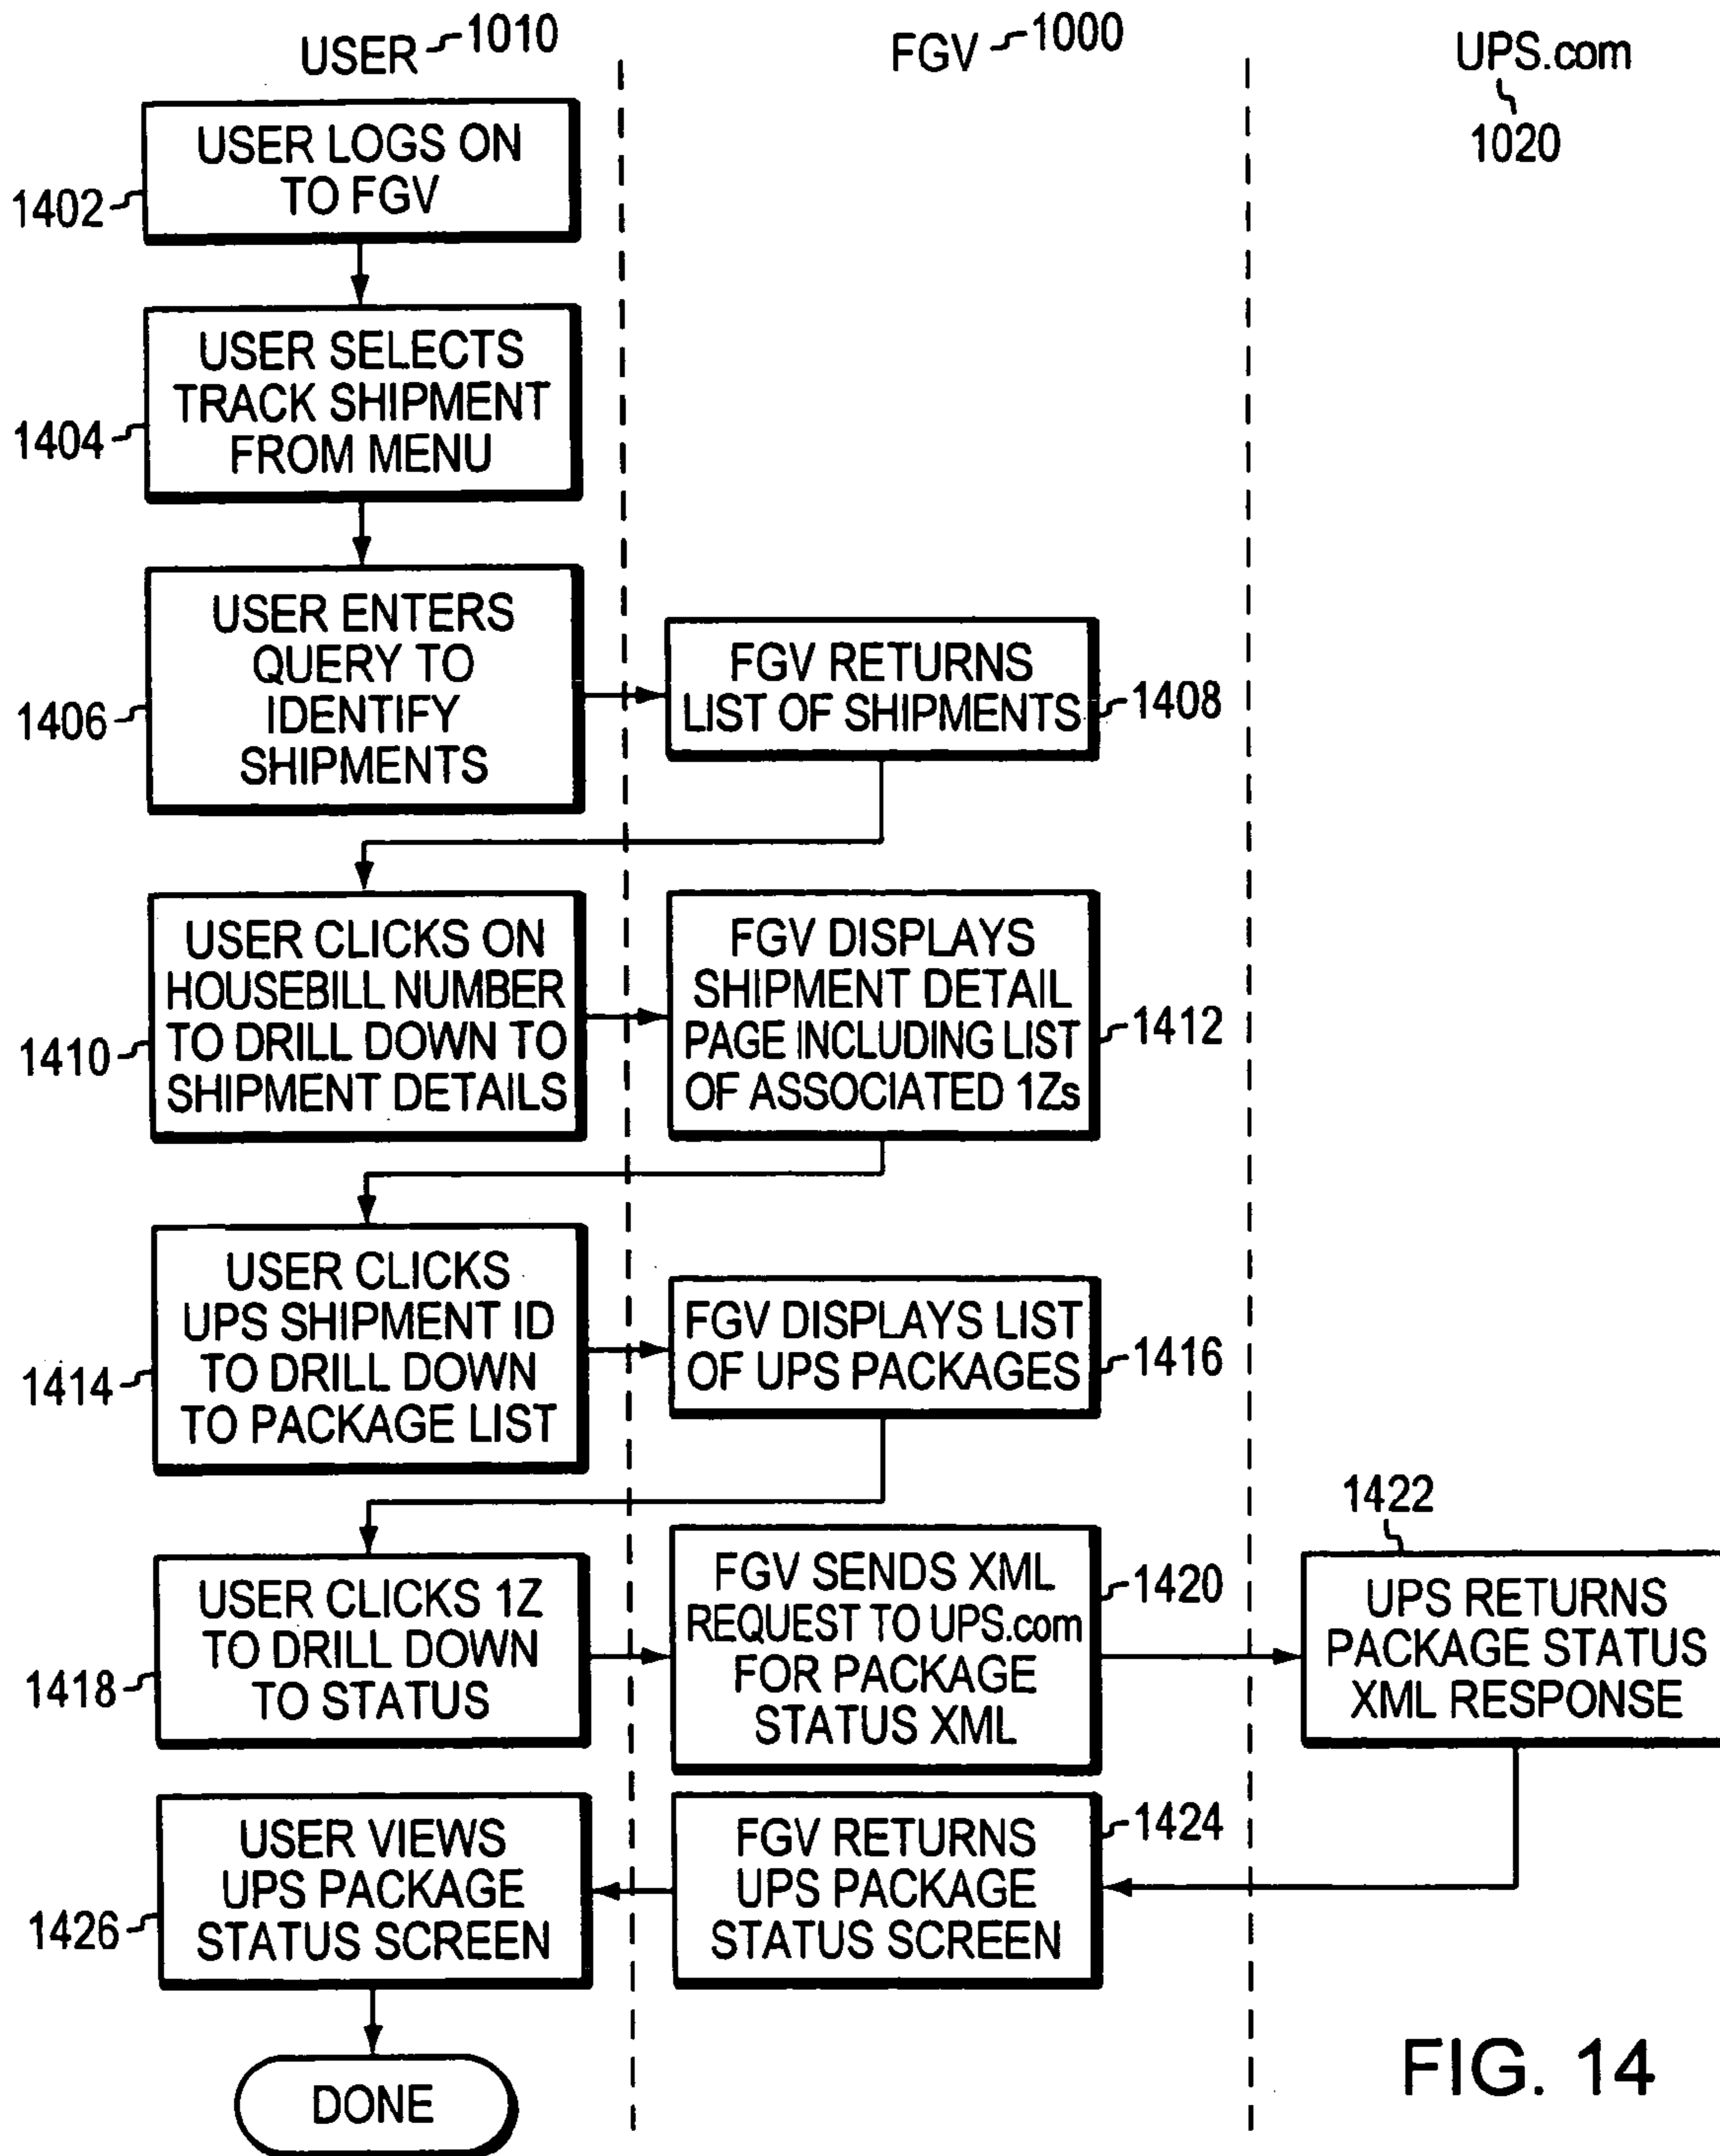 USER 1010
FGV 1000
UPS.com
1020
USER LOGS ON
TO FGV
1402
USER SELECTS
TRACK SHIPMENT
FROM MENU
1404
USER ENTERS
QUERY TO
IDENTIFY
SHIPMENTS
1406
FGV RETURNS
LIST OF SHIPMENTS
1408
USER CLICKS ON
HOUSEBILL NUMBER
TO DRILL DOWN TO
SHIPMENT DETAILS
1410
FGV DISPLAYS
SHIPMENT DETAIL
PAGE INCLUDING LIST
OF ASSOCIATED 1Zs
1412
USER CLICKS
UPS SHIPMENT ID
TO DRILL DOWN
TO PACKAGE LIST
1414
FGV DISPLAYS LIST
OF UPS PACKAGES
1416
USER CLICKS 1Z
TO DRILL DOWN
TO STATUS
1418
FGV SENDS XML
REQUEST TO UPS.com
FOR PACKAGE
STATUS XML
1420
1422
UPS RETURNS
PACKAGE STATUS
XML RESPONSE
FGV RETURNS
UPS PACKAGE
STATUS SCREEN
1424
USER VIEWS
UPS PACKAGE
STATUS SCREEN
1426
DONE
FIG. 14